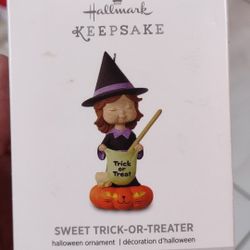 Hallmark
KEEPSAKE
Trick
or
Treat
SWEET TRICK-OR-TREATER
halloween ornament | décoration d'halloween